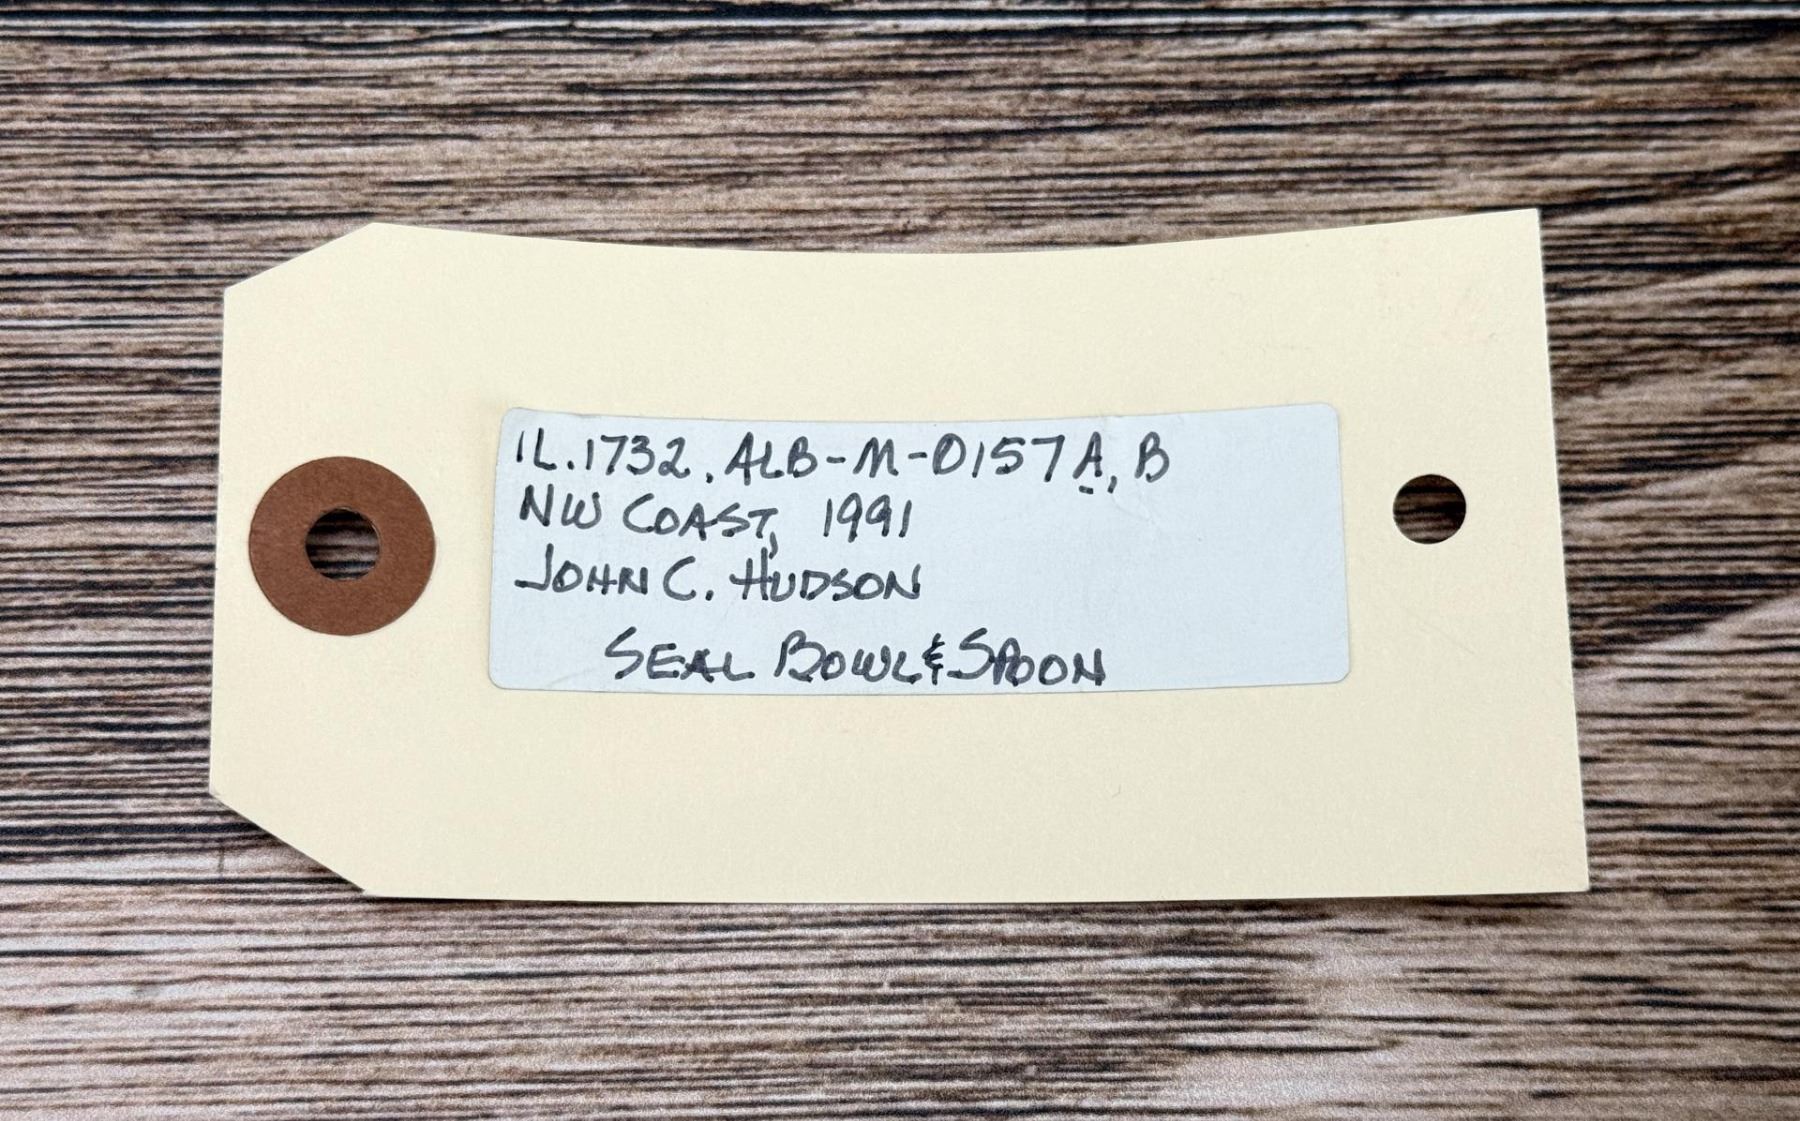 IL.1732.ALB-M-0157A,B
NW COAST, 1991
JOHN C. HUDSON
SEAL BOWL & SPOON